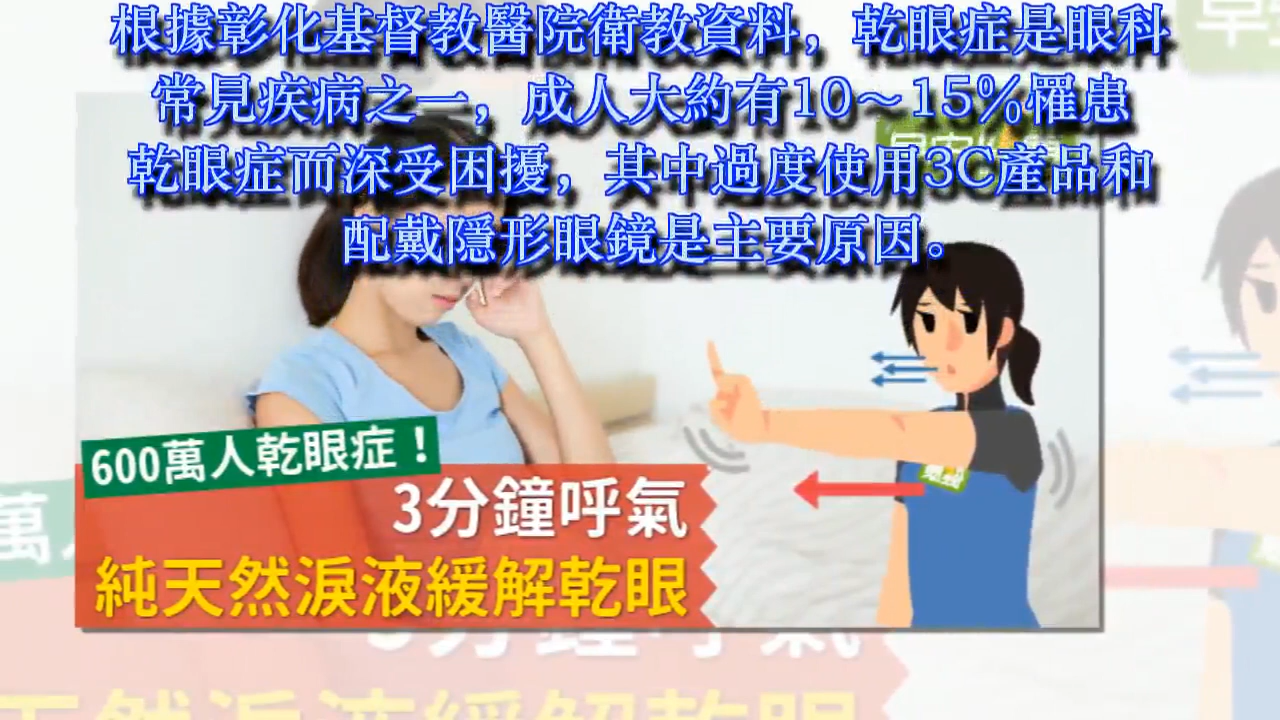 根據彰化基督教醫院衛教資料，乾眼症是眼科
常見疾病之一，成人大約有10～15%罹患
乾眼症而深受困擾，其中過度使用3C產品和
配戴隱形眼鏡是主要原因。
600萬人乾眼症！
3分鐘呼氣
純天然淚液緩解乾眼